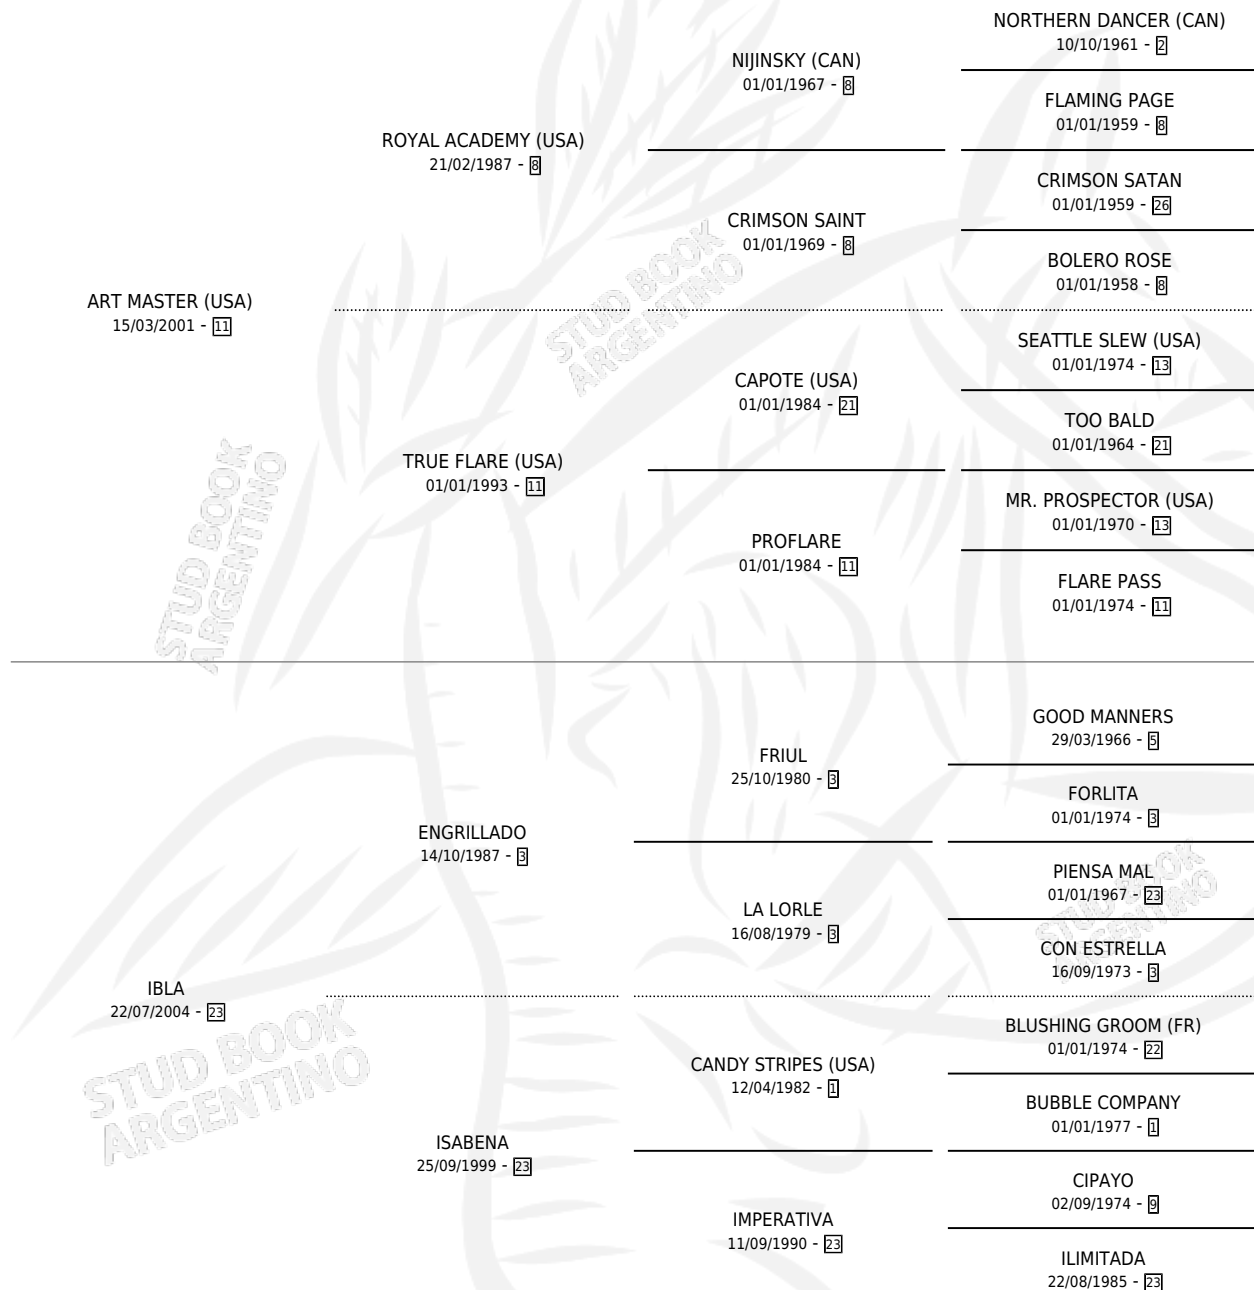 NORTHERN DANCER (CAN)
10/10/1961 - 2
NIJINSKY (CAN)
01/01/1967 - 8
FLAMING PAGE
01/01/1959 - 8
ROYAL ACADEMY (USA)
21/02/1987 - 8
CRIMSON SATAN
01/01/1959 - 26
CRIMSON SAINT
01/01/1969 - 8
BOLERO ROSE
01/01/1958 - 8
ART MASTER (USA)
15/03/2001 - 11
SEATTLE SLEW (USA)
01/01/1974 - 13
CAPOTE (USA)
01/01/1984 - 21
TOO BALD
01/01/1964 - 21
TRUE FLARE (USA)
01/01/1993 - 11
MR. PROSPECTOR (USA)
01/01/1970 - 13
PROFLARE
01/01/1984 - 11
FLARE PASS
01/01/1974 - 11
GOOD MANNERS
29/03/1966 - 5
FRIUL
25/10/1980 - 3
FORLITA
01/01/1974 - 3
ENGRILLADO
14/10/1987 - 3
PIENSA MAL
01/01/1967 - 23
LA LORLE
16/08/1979 - 3
CON ESTRELLA
16/09/1973 - 3
IBLA
22/07/2004 - 23
BLUSHING GROOM (FR)
01/01/1974 - 22
CANDY STRIPES (USA)
12/04/1982 - 1
BUBBLE COMPANY
01/01/1977 - 1
ISABENA
25/09/1999 - 23
CIPAYO
02/09/1974 - 9
IMPERATIVA
11/09/1990 - 23
ILIMITADA
22/08/1985 - 23
STUD BOOK
ARGENTINO
STUD BOOK
ARGENTINO
STUD BOOK
ARGENTINO
STUD BOOK
ARGENTINO